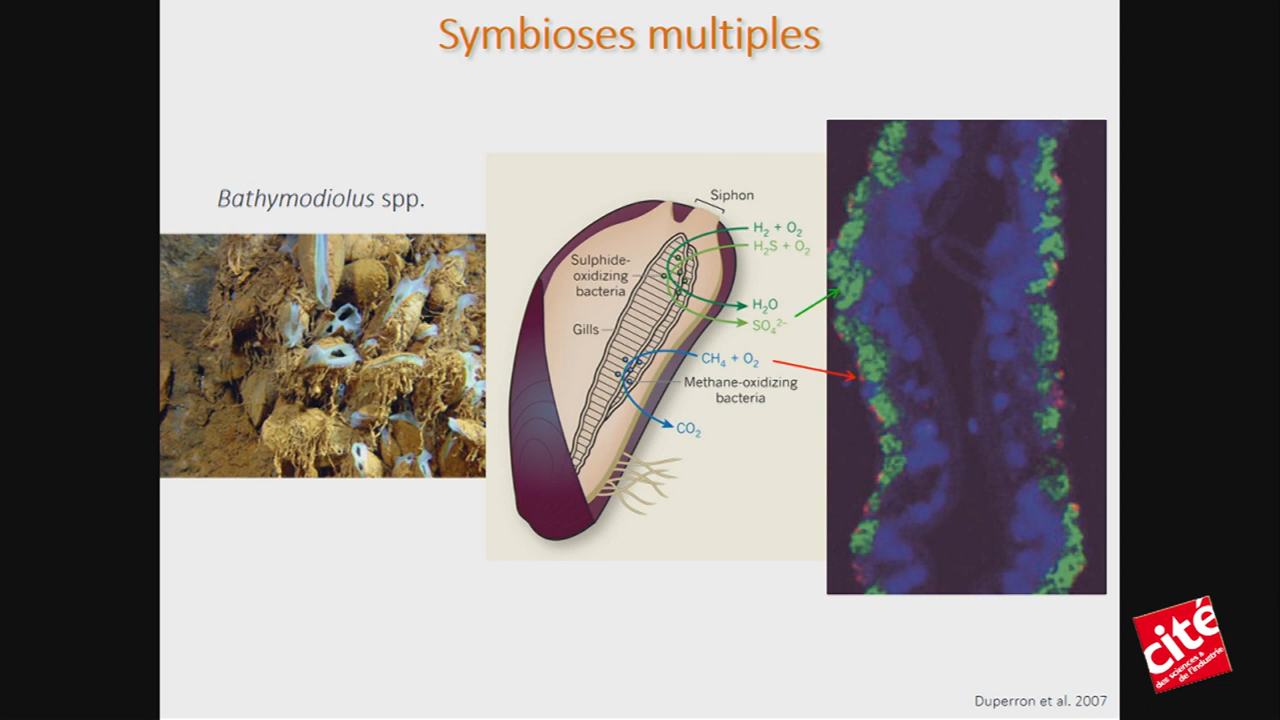 Symbioses multiples
Bathymodiolus spp.
Siphon
H₂ + O₂
H₂S + O₂
Sulphide-
oxidizing
bacteria
H₂O
SO₄²⁻
Gills
CH₄ + O₂
Methane-oxidizing
bacteria
CO₂
cité
des sciences &
de l'industrie
Duperron et al. 2007